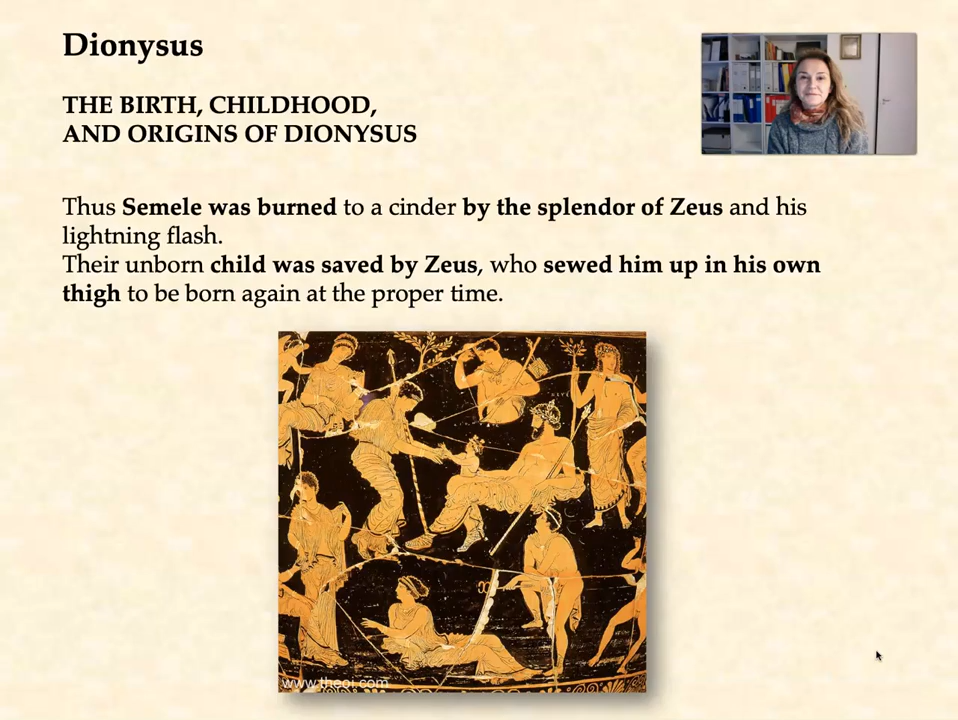 Dionysus
THE BIRTH, CHILDHOOD,
AND ORIGINS OF DIONYSUS
Thus Semele was burned to a cinder by the splendor of Zeus and his
lightning flash.
Their unborn child was saved by Zeus, who sewed him up in his own
thigh to be born again at the proper time.
www.theoi.com